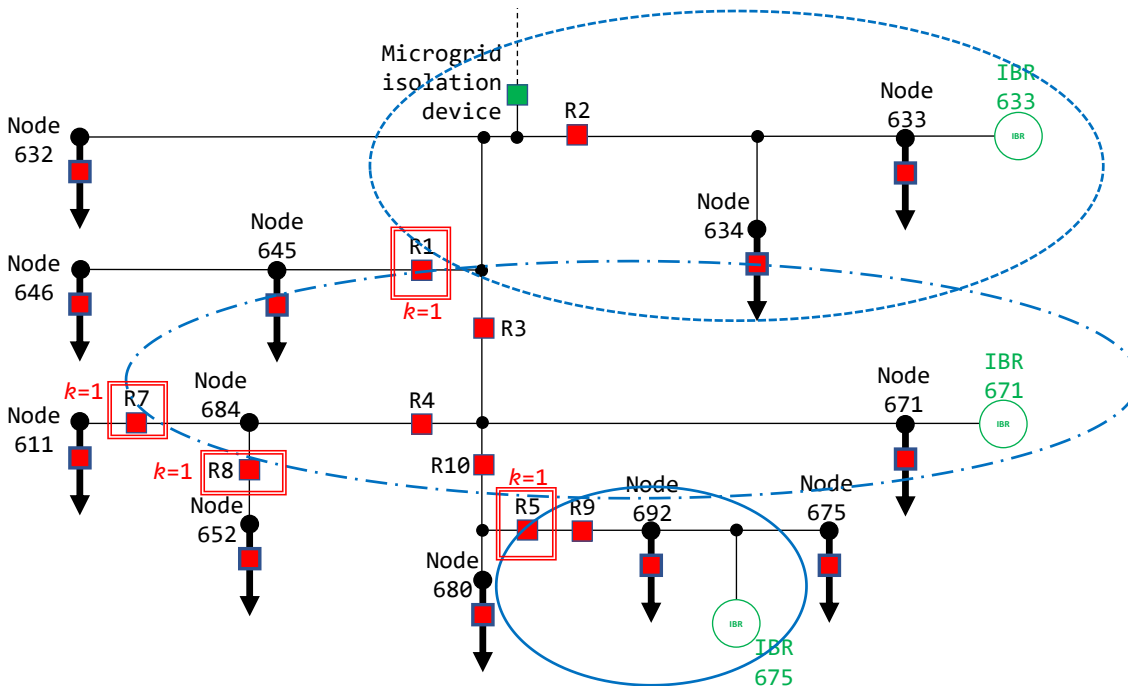 Microgrid
isolation
device
R2
IBR
633
IBR
Node
633
Node
632
Node
634
Node
645
R1
k=1
Node
646
R3
IBR
671
IBR
Node
671
k=1
R7
Node
684
R4
Node
611
k=1
R8
R10
k=1
R5
R9
Node
692
Node
675
Node
652
Node
680
IBR
IBR
675